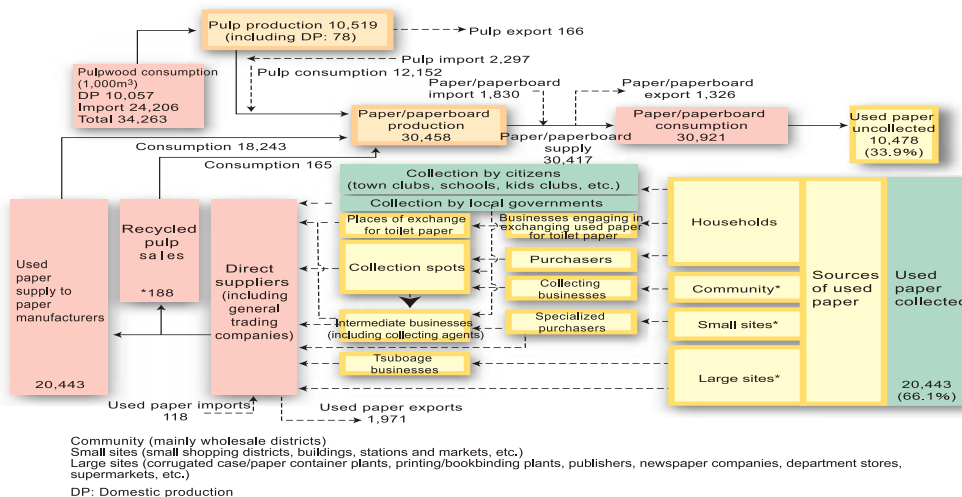 Pulp production 10,519
(including DP: 78)
Pulp export 166
Pulp import 2,297
Pulp consumption 12,152
Pulpwood consumption
(1,000m³)
DP 10,057
Import 24,206
Total 34,263
Paper/paperboard
import 1,830
Paper/paperboard
export 1,326
Paper/paperboard
production
30,458
Paper/paperboard
supply
30,417
Paper/paperboard
consumption
30,921
Used paper
uncollected
10,478
(33.9%)
Consumption 18,243
Consumption 165
Collection by citizens
(town clubs, schools, kids clubs, etc.)
Collection by local governments
Used
paper
supply to
paper
manufacturers
20,443
Recycled
pulp
sales
*188
Direct
suppliers
(including
general
trading
companies)
Places of exchange
for toilet paper
Collection spots
Intermediate businesses
(including collecting agents)
Tsuboage
businesses
Businesses engaging in
exchanging used paper
for toilet paper
Purchasers
Collecting
businesses
Specialized
purchasers
Households
Community*
Small sites*
Large sites*
Sources
of used
paper
Used
paper
collected
20,443
(66.1%)
Used paper imports
118
Used paper exports
1,971
Community (mainly wholesale districts)
Small sites (small shopping districts, buildings, stations and markets, etc.)
Large sites (corrugated case/paper container plants, printing/bookbinding plants, publishers, newspaper companies, department stores,
supermarkets, etc.)
DP: Domestic production